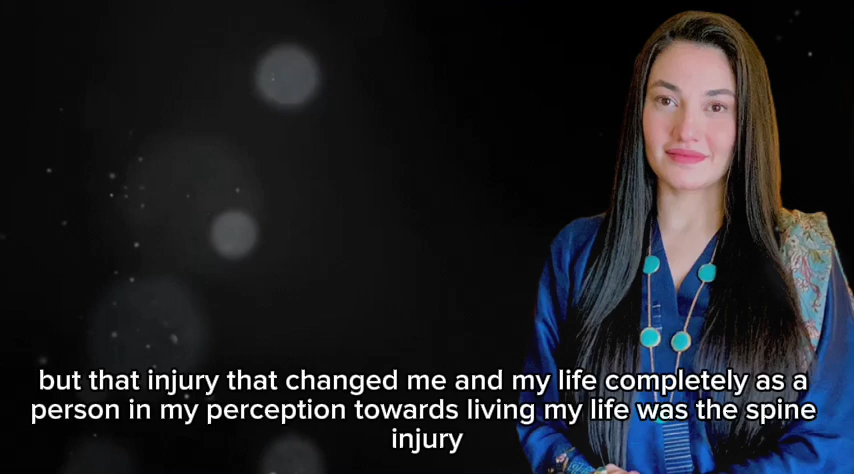 but that injury that changed me and my life completely as a
person in my perception towards living my life was the spine
injury